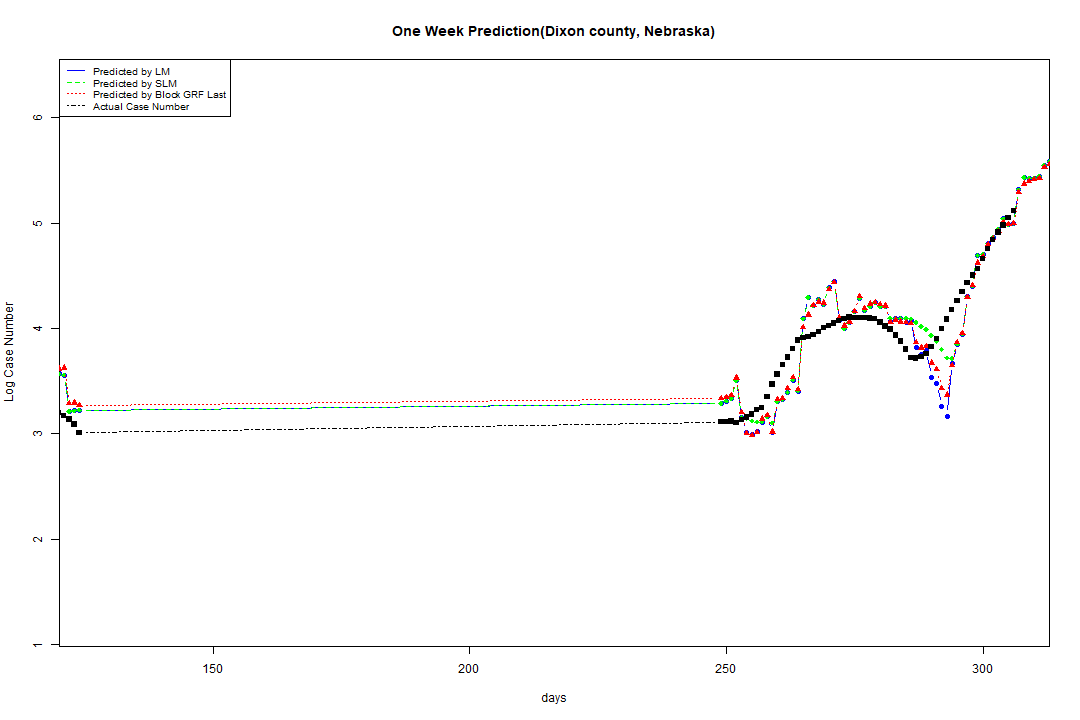 One Week Prediction(Dixon county, Nebraska)
Predicted by LM
Predicted by SLM
Predicted by Block GRF Last
Actual Case Number
6
5
4
3
2
1
Log Case Number
150 200 250 300
days